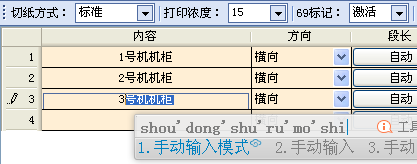 切纸方式： 标准 打印浓度： 15 69标记： 激活
内容 方向 段长
1 1号机机柜 横向 自动
2 2号机机柜 横向 自动
3 3号机机柜 横向 自动
4
shou'dong'shu'ru'mo'shi 工具
1.手动输入模式 2.手动输入 3.手动